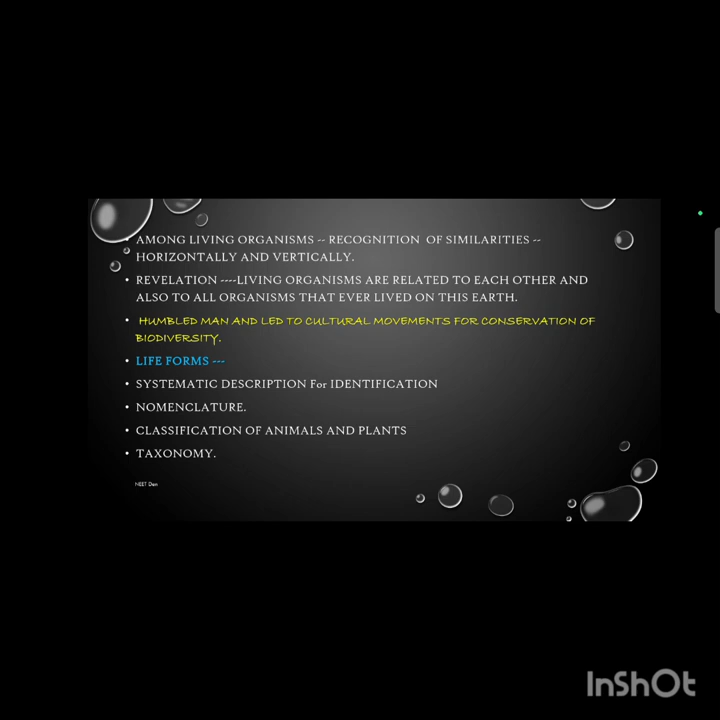 • AMONG LIVING ORGANISMS -- RECOGNITION OF SIMILARITIES --
HORIZONTALLY AND VERTICALLY.
• REVELATION ----LIVING ORGANISMS ARE RELATED TO EACH OTHER AND
ALSO TO ALL ORGANISMS THAT EVER LIVED ON THIS EARTH.
• HUMBLED MAN AND LED TO CULTURAL MOVEMENTS FOR CONSERVATION OF
BIODIVERSITY.
• LIFE FORMS ---
• SYSTEMATIC DESCRIPTION For IDENTIFICATION
• NOMENCLATURE.
• CLASSIFICATION OF ANIMALS AND PLANTS
• TAXONOMY.
NEET Den
InShOt